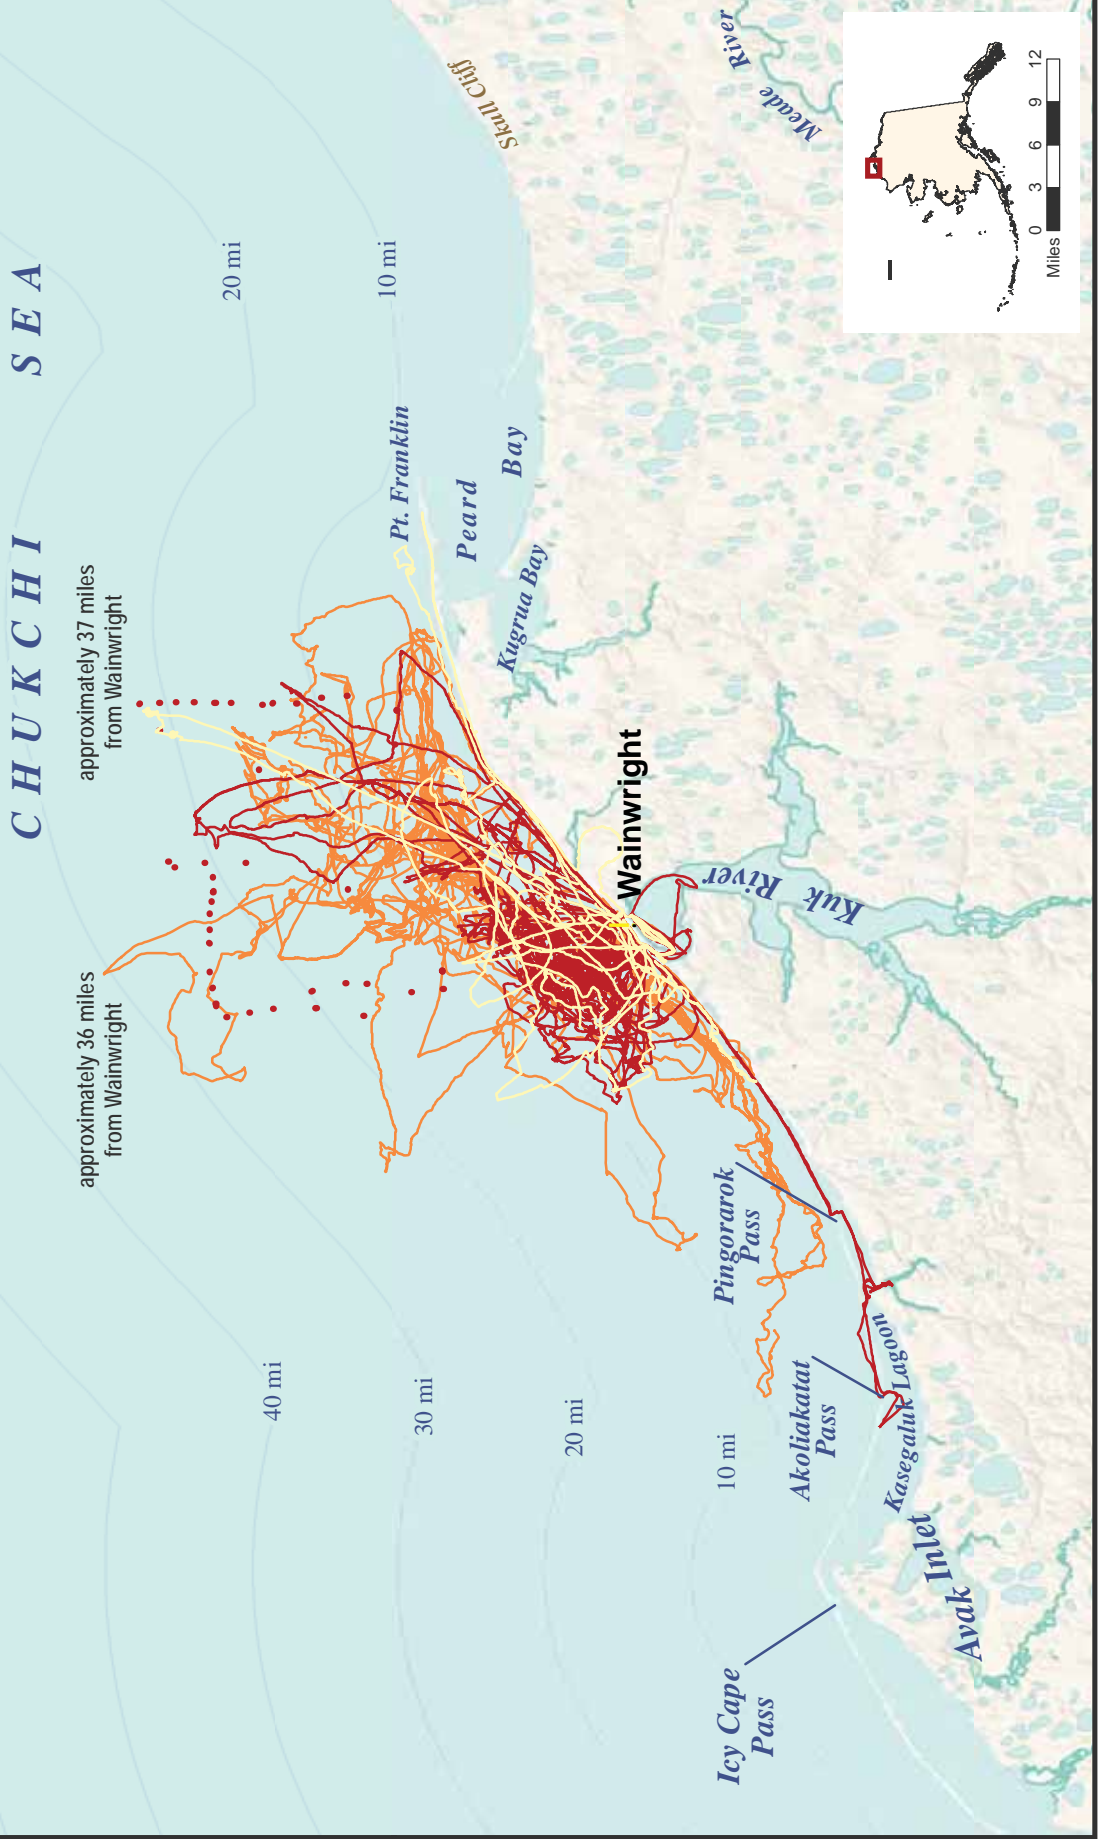 CHUKCHI SEA
approximately 36 miles
from Wainwright
approximately 37 miles
from Wainwright
40 mi
30 mi
20 mi
10 mi
20 mi
10 mi
Pt. Franklin
Peard
Bay
Kugrua Bay
Skull Cliff
Meade
River
Wainwright
Kuk River
Pingorarok
Pass
Akoliakatat
Pass
Kasegaluk Lagoon
Avak Inlet
Icy Cape
Pass
0 3 6 9 12
Miles